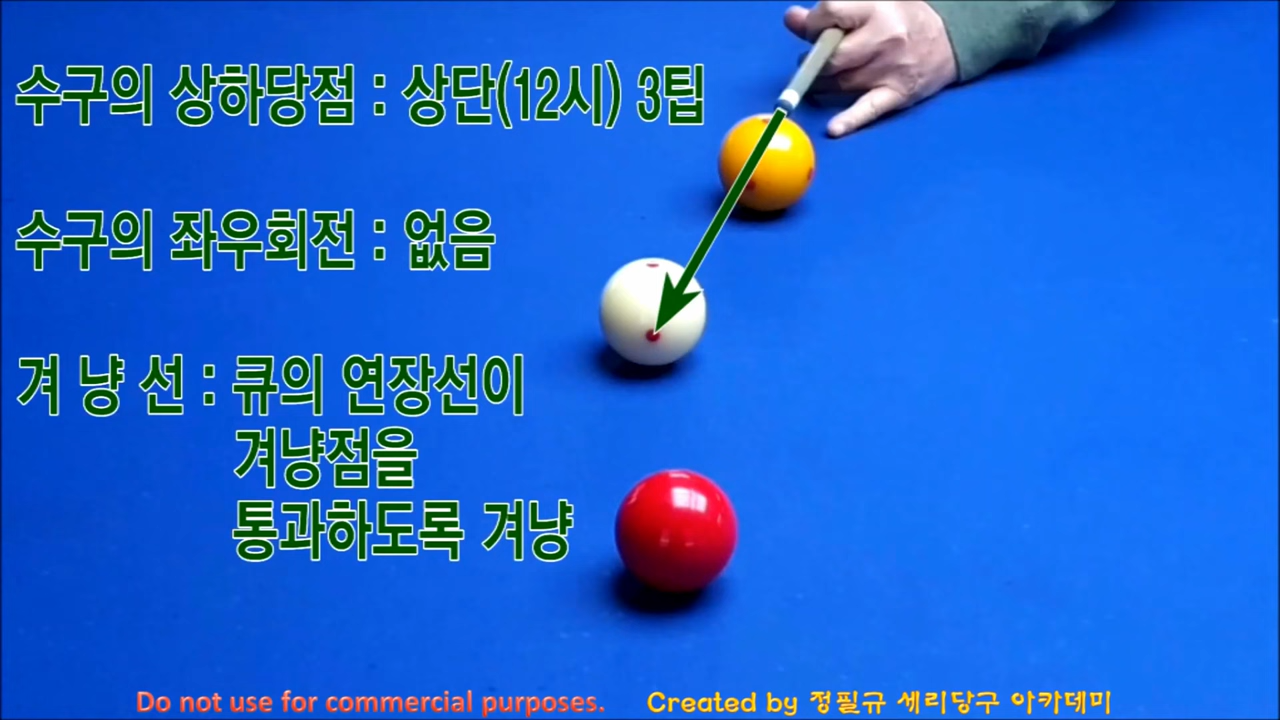 수구의 상하당점 : 상단(12시) 3팁
수구의 좌우회전 : 없음
겨 냥 선 : 큐의 연장선이
겨냥점을
통과하도록 겨냥
Do not use for commercial purposes. Created by 정필규 세리당구 아카데미